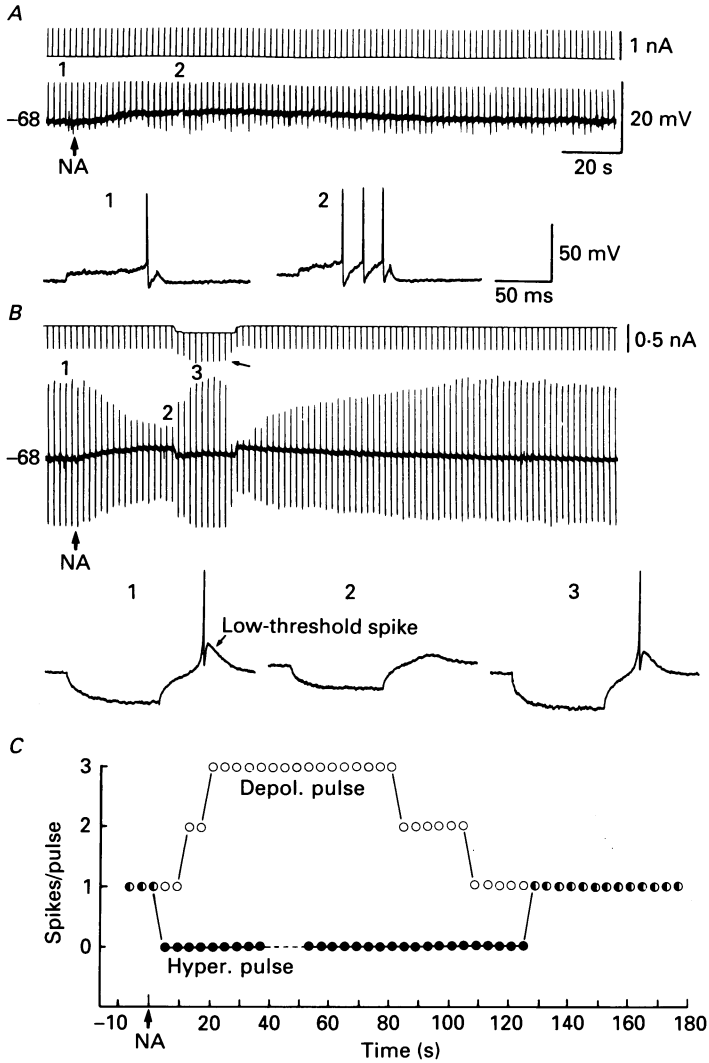 A
1 nA
1 2
-68
20 mV
NA
20 s
1 2
50 mV
50 ms
B
0·5 nA
1 2 3
-68
NA
1 2 3
Low-threshold spike
C
3
Depol. pulse
2
Spikes/pulse
1
0
Hyper. pulse
-10 20 40 60 80 100 120 140 160 180
NA
Time (s)